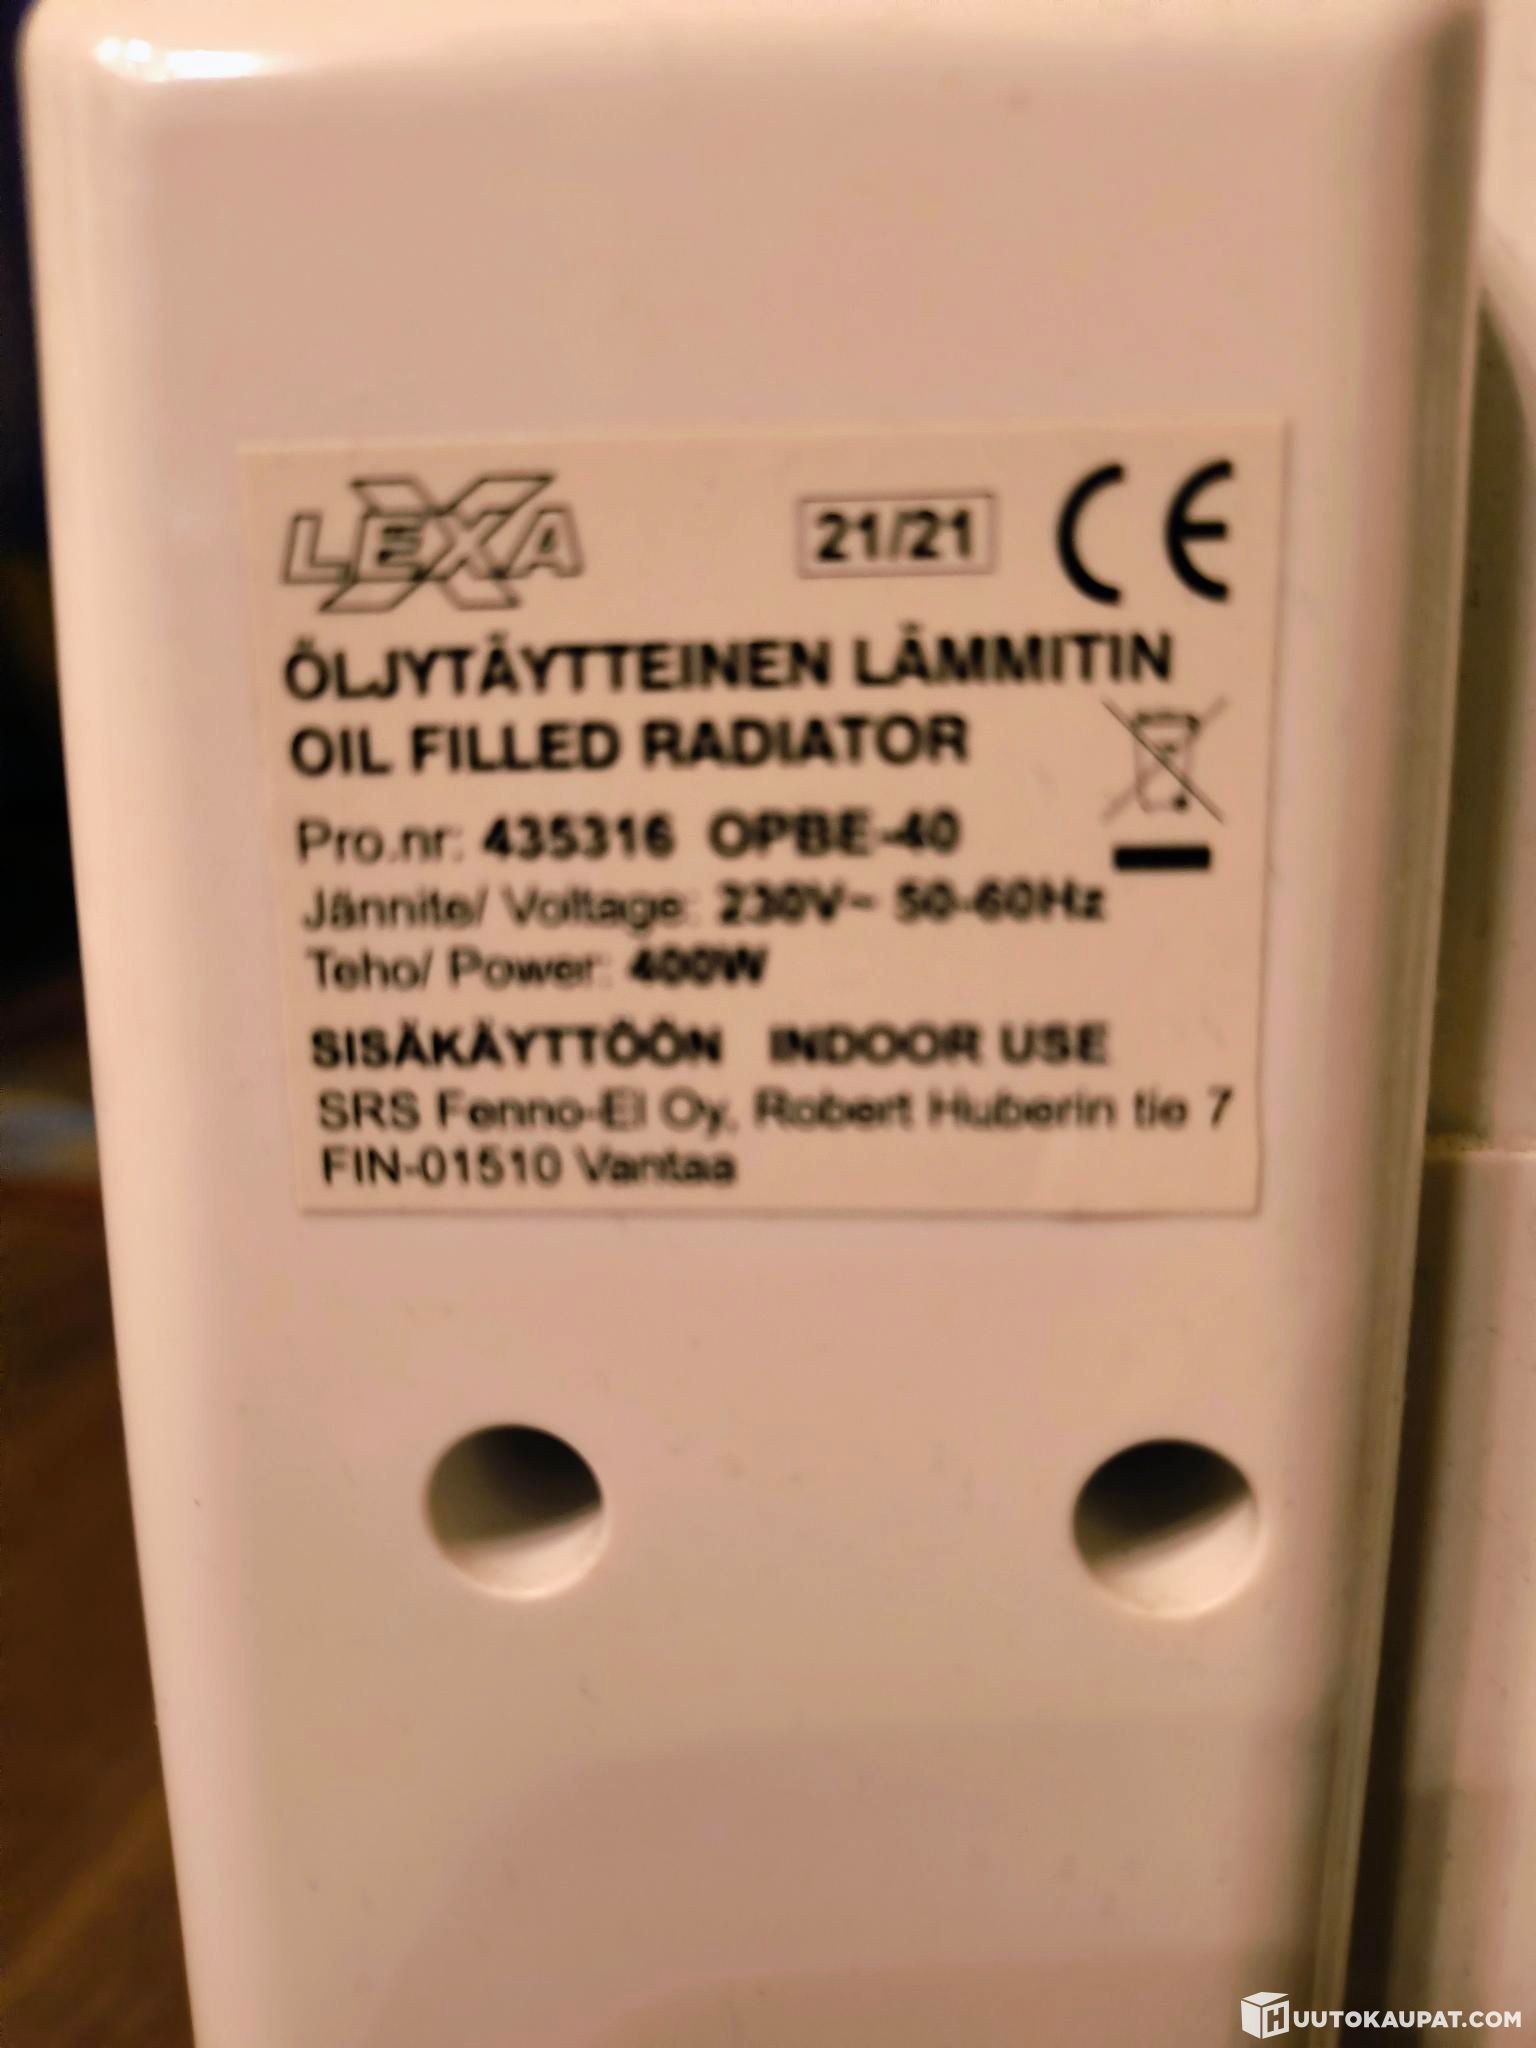 LEXA 21/21 CE
ÖLJYTÄYTTEINEN LÄMMITIN
OIL FILLED RADIATOR
Pro.nr: 435316 OPBE-40
Jännite/ Voltage: 230V~ 50-60Hz
Teho/ Power: 400W
SISÄKÄYTTÖÖN INDOOR USE
SRS Fenno-El Oy, Robert Huberin tie 7
FIN-01510 Vantaa
HUUTOKAUPAT.COM